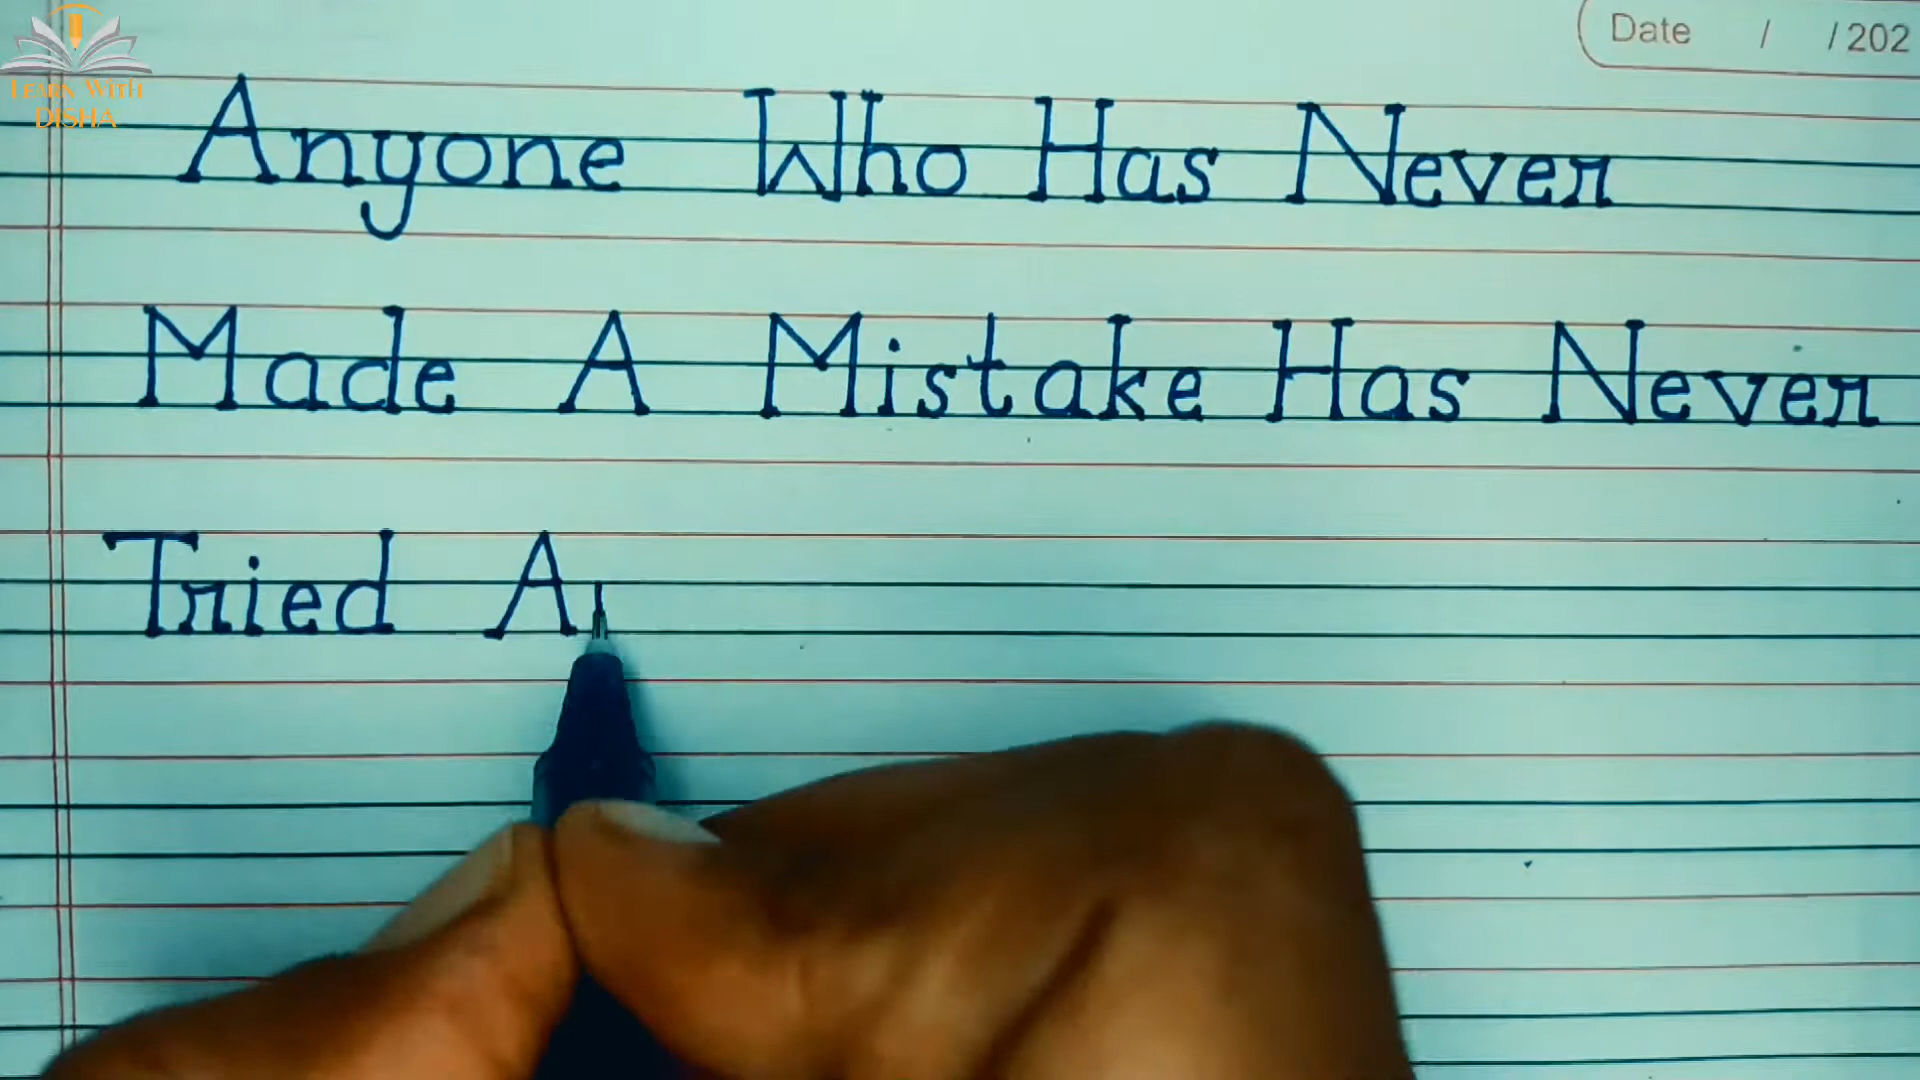 Date / /202
LEARN WITH
DISHA
Anyone Who Has Never
Made A Mistake Has Never
Tried A